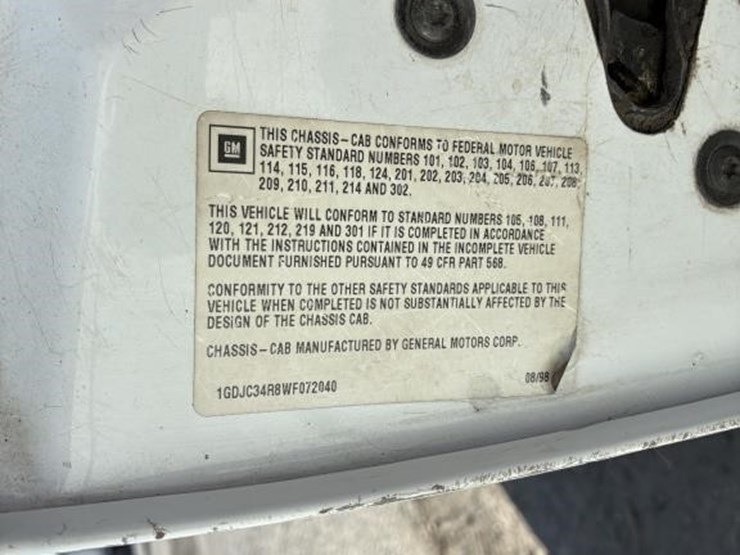 GM
THIS CHASSIS-CAB CONFORMS TO FEDERAL MOTOR VEHICLE
SAFETY STANDARD NUMBERS 101, 102, 103, 104, 106, 107, 113,
114, 115, 116, 118, 124, 201, 202, 203, 204, 205, 206, 207, 208,
209, 210, 211, 214 AND 302.
THIS VEHICLE WILL CONFORM TO STANDARD NUMBERS 105, 108, 111,
120, 121, 212, 219 AND 301 IF IT IS COMPLETED IN ACCORDANCE
WITH THE INSTRUCTIONS CONTAINED IN THE INCOMPLETE VEHICLE
DOCUMENT FURNISHED PURSUANT TO 49 CFR PART 568.
CONFORMITY TO THE OTHER SAFETY STANDARDS APPLICABLE TO THIS
VEHICLE WHEN COMPLETED IS NOT SUBSTANTIALLY AFFECTED BY THE
DESIGN OF THE CHASSIS CAB.
CHASSIS-CAB MANUFACTURED BY GENERAL MOTORS CORP.
1GDJC34R8WF072040
08/98